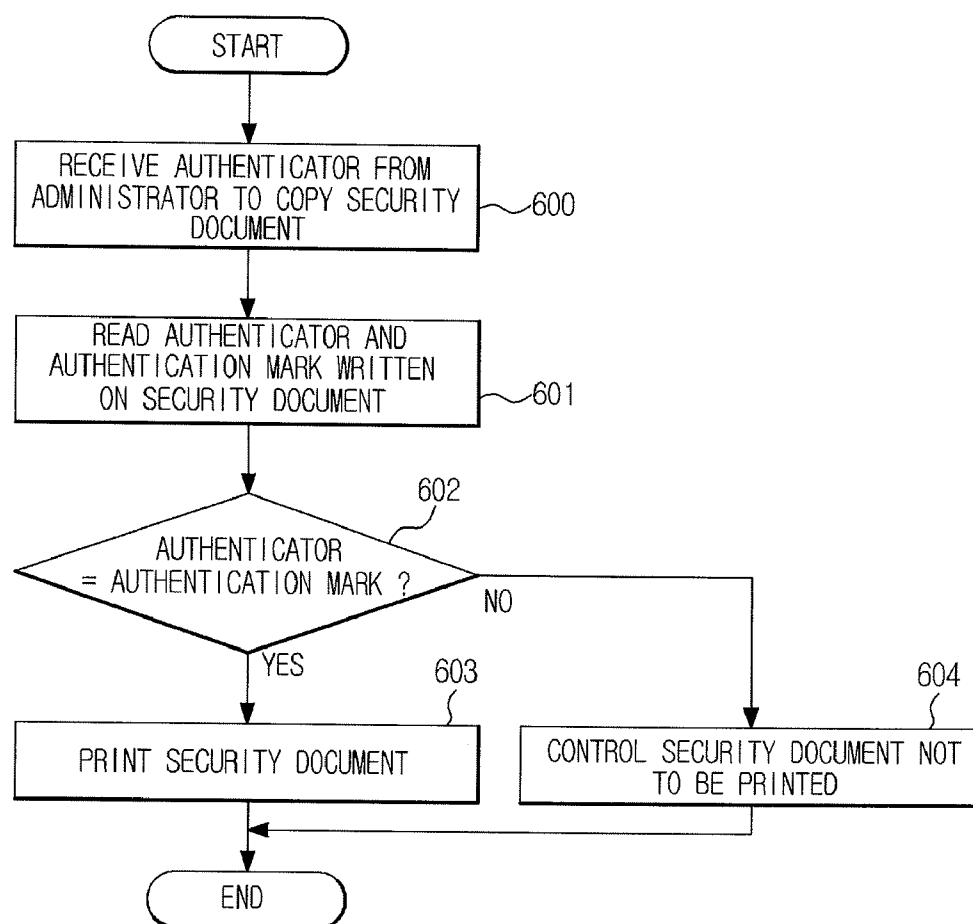 START
RECEIVE AUTHENTICATOR FROM
ADMINISTRATOR TO COPY SECURITY
DOCUMENT
600
READ AUTHENTICATOR AND
AUTHENTICATION MARK WRITTEN
ON SECURITY DOCUMENT
601
602
AUTHENTICATOR
= AUTHENTICATION MARK ?
NO
YES
603
PRINT SECURITY DOCUMENT
604
CONTROL SECURITY DOCUMENT NOT
TO BE PRINTED
END